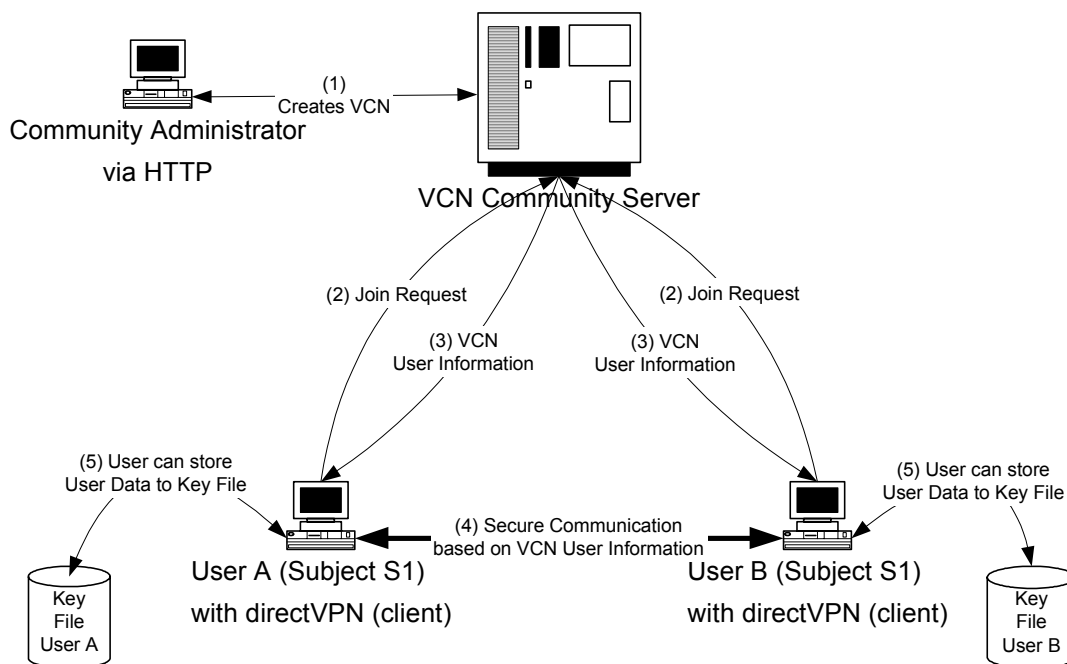 (1)
Creates VCN
Community Administrator
via HTTP
VCN Community Server
(2) Join Request
(2) Join Request
(3) VCN
User Information
(3) VCN
User Information
(5) User can store
User Data to Key File
(5) User can store
User Data to Key File
(4) Secure Communication
based on VCN User Information
User A (Subject S1)
with directVPN (client)
User B (Subject S1)
with directVPN (client)
Key
File
User A
Key
File
User B